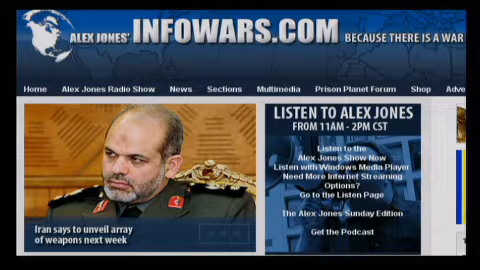 ALEX JONES' INFOWARS.COM BECAUSE THERE IS A WAR
Home Alex Jones Radio Show News Sections Multimedia Prison Planet Forum Shop Adve
LISTEN TO ALEX JONES
FROM 11AM - 2PM CST
Listen to the
Alex Jones Show Now
Listen with Windows Media Player
Need More Internet Streaming
Options?
Go to the Listen Page
The Alex Jones Sunday Edition
Get the Podcast
Iran says to unveil array
of weapons next week